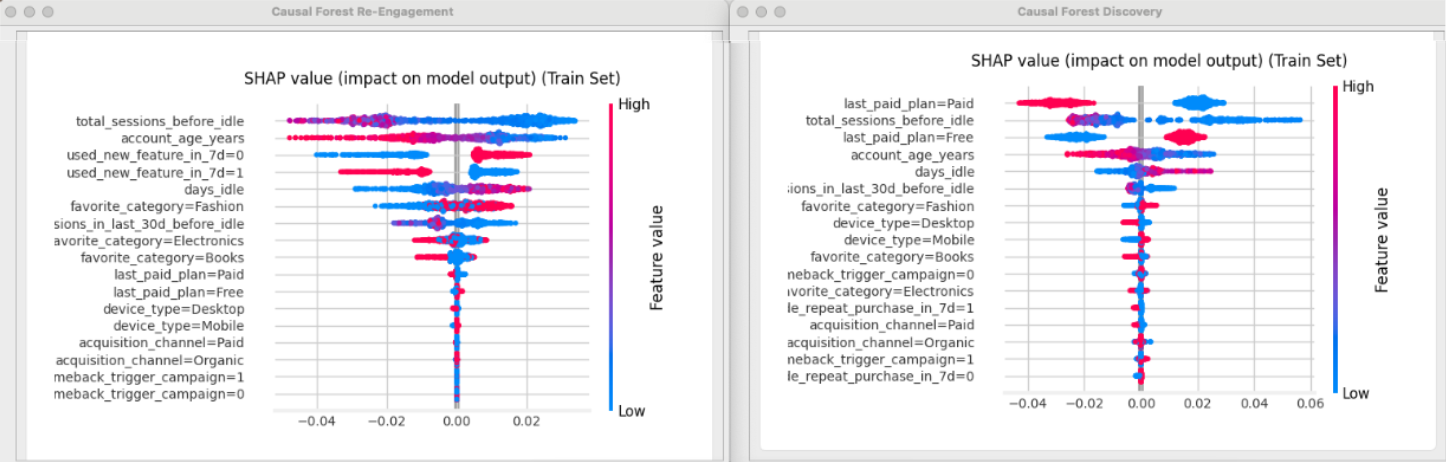 Causal Forest Re-Engagement
SHAP value (impact on model output) (Train Set)
total_sessions_before_idle
account_age_years
used_new_feature_in_7d=0
used_new_feature_in_7d=1
days_idle
favorite_category=Fashion
sions_in_last_30d_before_idle
avorite_category=Electronics
favorite_category=Books
last_paid_plan=Paid
last_paid_plan=Free
device_type=Desktop
device_type=Mobile
acquisition_channel=Paid
acquisition_channel=Organic
meback_trigger_campaign=1
meback_trigger_campaign=0
−0.04 −0.02 0.00 0.02
High
Feature value
Low
Causal Forest Discovery
SHAP value (impact on model output) (Train Set)
last_paid_plan=Paid
total_sessions_before_idle
last_paid_plan=Free
account_age_years
days_idle
sions_in_last_30d_before_idle
favorite_category=Fashion
device_type=Desktop
device_type=Mobile
favorite_category=Books
meback_trigger_campaign=0
avorite_category=Electronics
le_repeat_purchase_in_7d=1
acquisition_channel=Paid
acquisition_channel=Organic
meback_trigger_campaign=1
le_repeat_purchase_in_7d=0
−0.04 −0.02 0.00 0.02 0.04 0.06
High
Feature value
Low